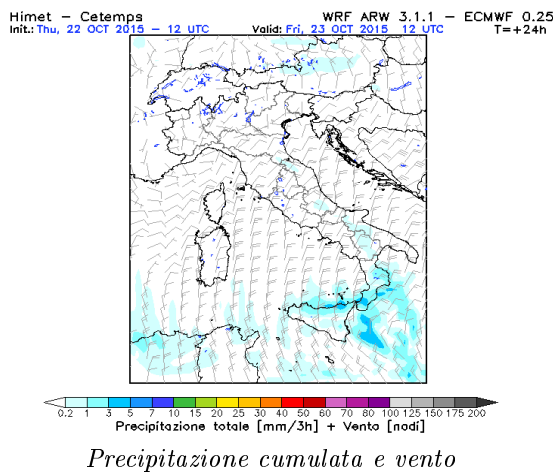 Himet – Cetemps WRF ARW 3.1.1 – ECMWF 0.25
Init.: Thu, 22 OCT 2015 – 12 UTC Valid: Fri, 23 OCT 2015 12 UTC T=+24h
0.2 1 3 5 7 10 15 20 25 30 40 50 60 70 80 100 125 150 175 200
Precipitazione totale [mm/3h] + Vento [nodi]
Precipitazione cumulata e vento